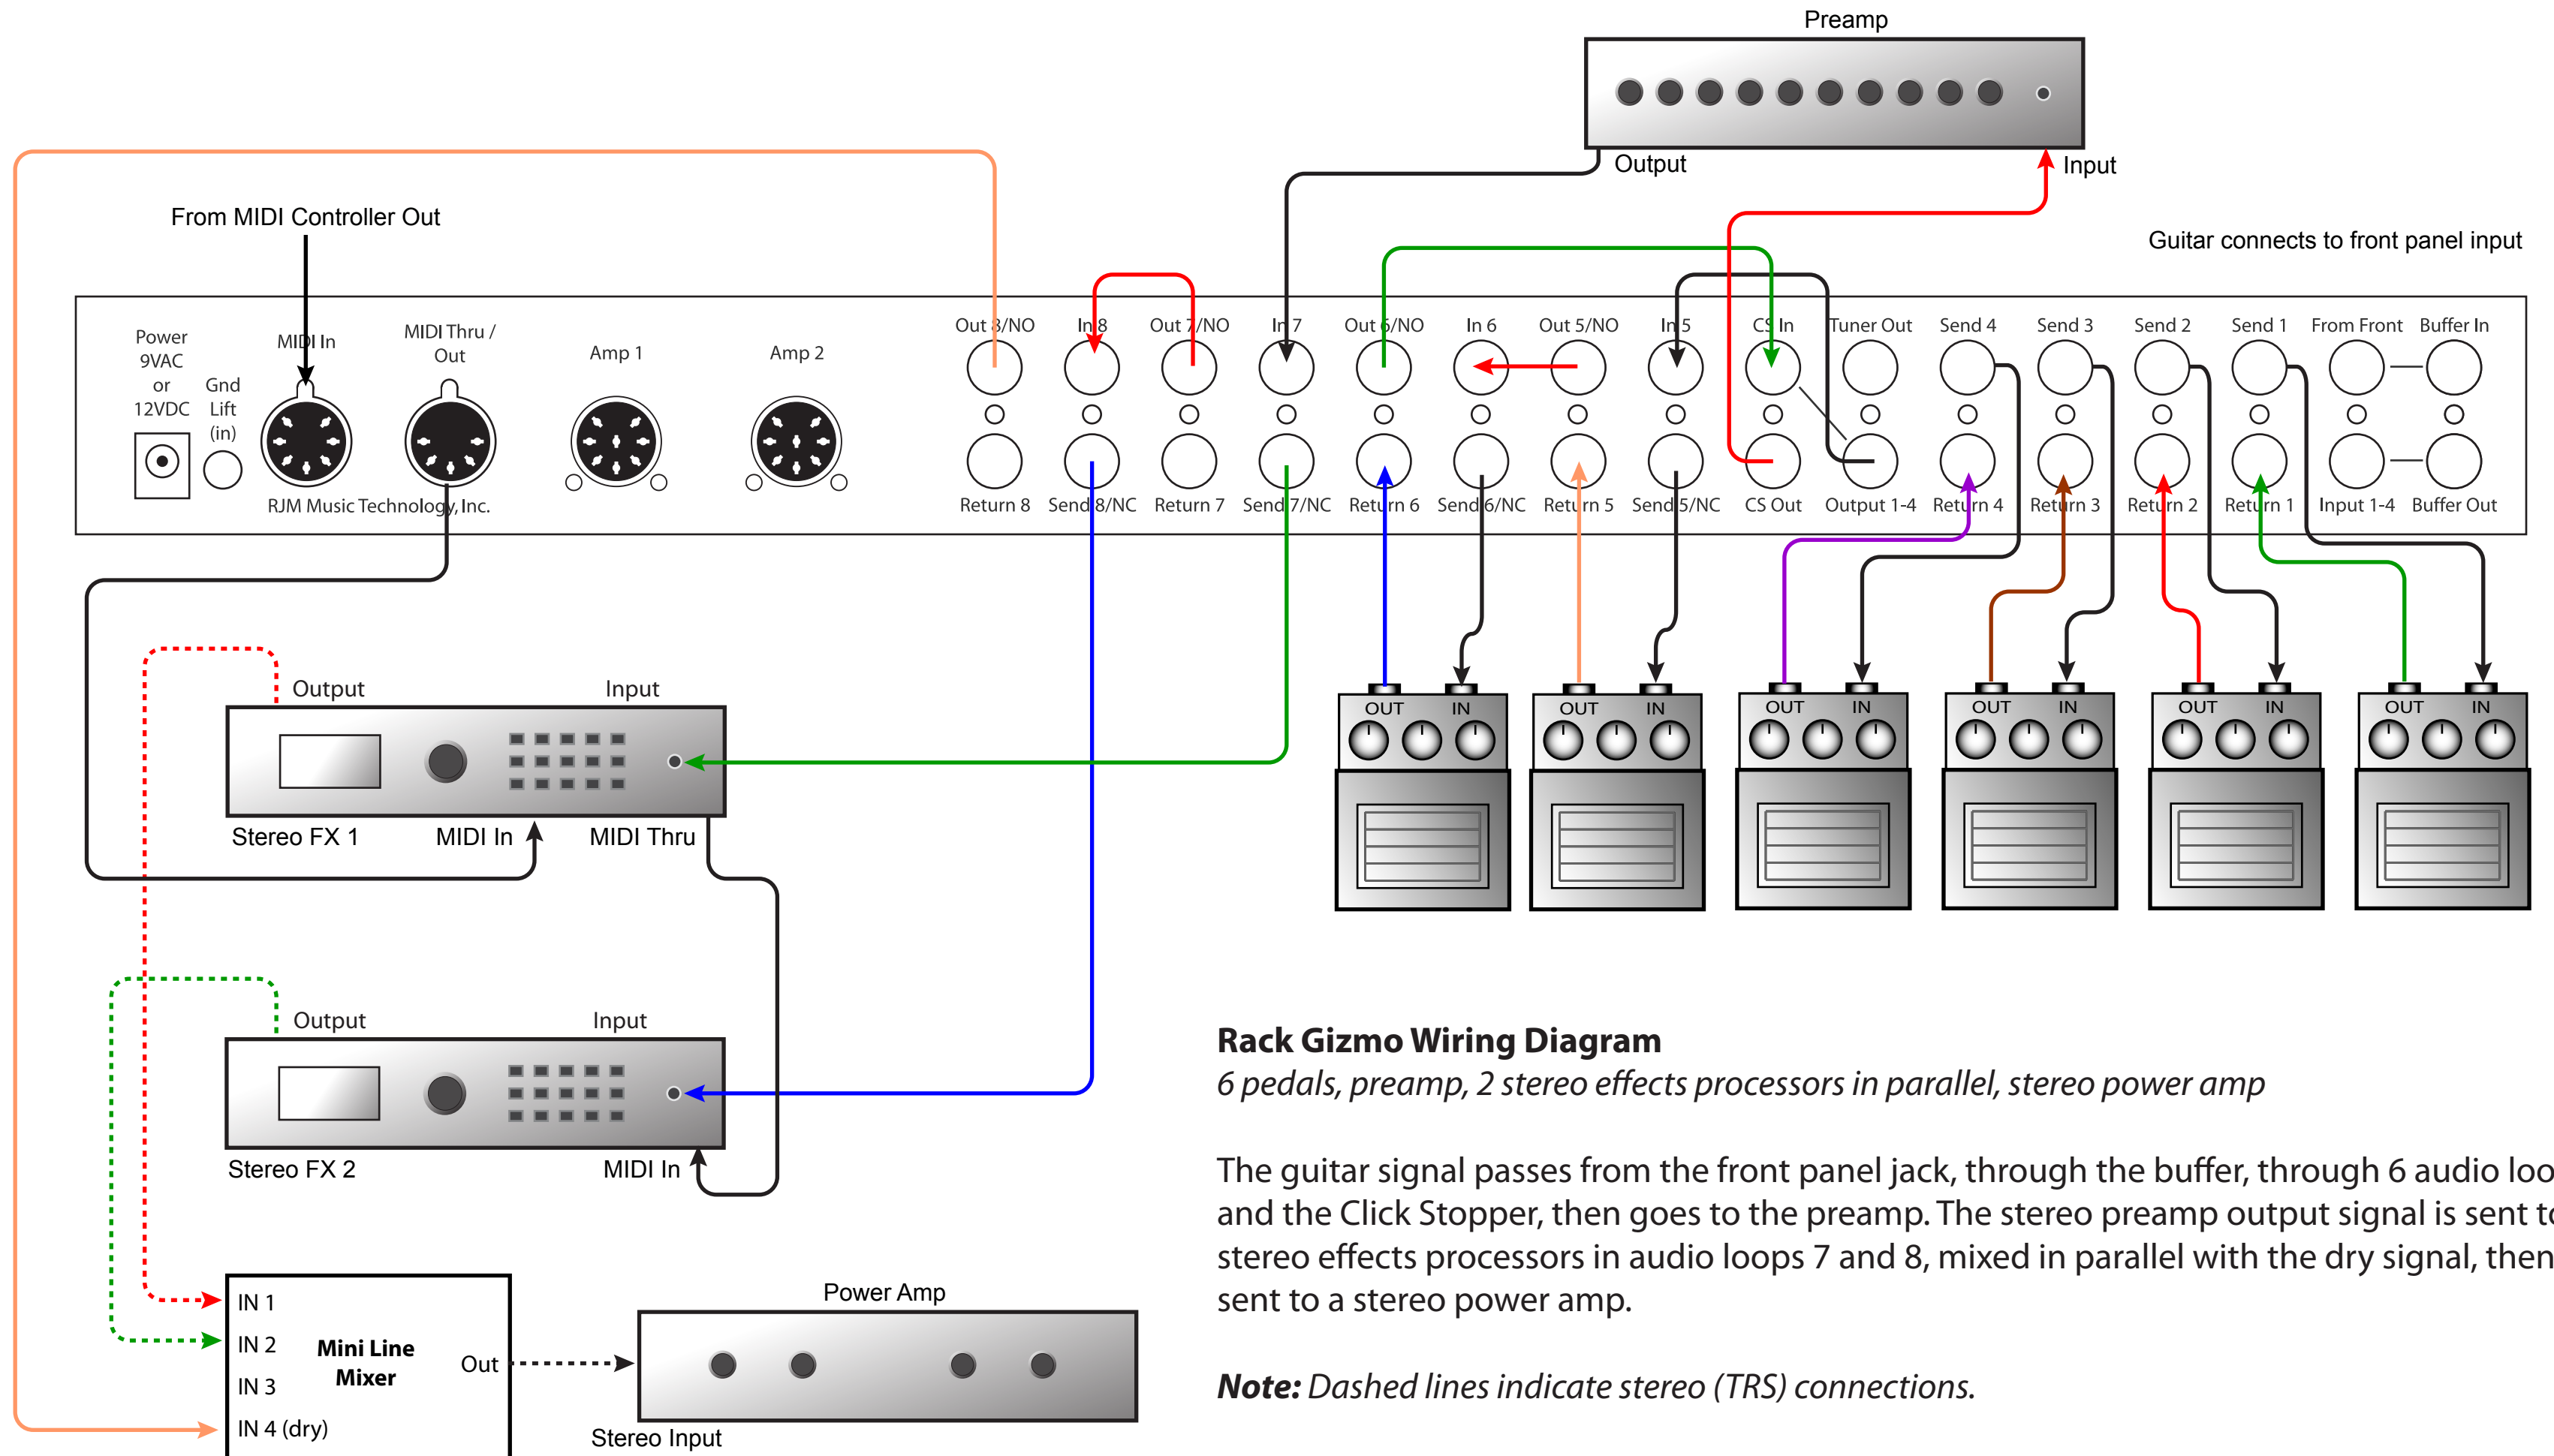 Preamp
Output
Input
From MIDI Controller Out
Guitar connects to front panel input
Power
9VAC
or
12VDC
Gnd
Lift
(in)
MIDI In
MIDI Thru /
Out
Amp 1
Amp 2
Out 8/NO
In 8
Out 7/NO
In 7
Out 6/NO
In 6
Out 5/NO
In 5
CS In
Tuner Out
Send 4
Send 3
Send 2
Send 1
From Front
Buffer In
RJM Music Technology, Inc.
Return 8
Send 8/NC
Return 7
Send 7/NC
Return 6
Send 6/NC
Return 5
Send 5/NC
CS Out
Output 1-4
Return 4
Return 3
Return 2
Return 1
Input 1-4
Buffer Out
Output
Input
Stereo FX 1
MIDI In
MIDI Thru
OUT IN
OUT IN
OUT IN
OUT IN
OUT IN
OUT IN
Output
Input
Stereo FX 2
MIDI In
Rack Gizmo Wiring Diagram
6 pedals, preamp, 2 stereo effects processors in parallel, stereo power amp
The guitar signal passes from the front panel jack, through the buffer, through 6 audio loo
and the Click Stopper, then goes to the preamp. The stereo preamp output signal is sent to
stereo effects processors in audio loops 7 and 8, mixed in parallel with the dry signal, then
sent to a stereo power amp.
Note: Dashed lines indicate stereo (TRS) connections.
IN 1
IN 2
IN 3
IN 4 (dry)
Mini Line
Mixer
Out
Power Amp
Stereo Input